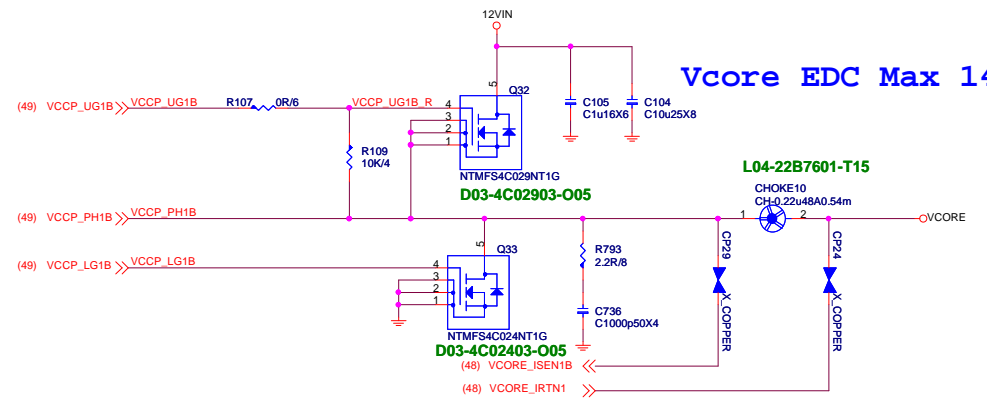 12VIN
Vcore EDC Max 14
(49) VCCP_UG1B VCCP_UG1B R107 0R/6 VCCP_UG1B_R 4 5 Q32
3
2
1
C105
C1u16X6
C104
C10u25X8
R109
10K/4
NTMFS4C029NT1G
D03-4C02903-O05
L04-22B7601-T15
CHOKE10
CH-0.22u48A0.54m
(49) VCCP_PH1B VCCP_PH1B 1 2 VCORE
(49) VCCP_LG1B VCCP_LG1B 4 5 Q33
3
2
1
R793
2.2R/8
CP29
X_COPPER
CP24
X_COPPER
C736
C1000p50X4
NTMFS4C024NT1G
D03-4C02403-O05
(48) VCORE_ISEN1B
(48) VCORE_IRTN1